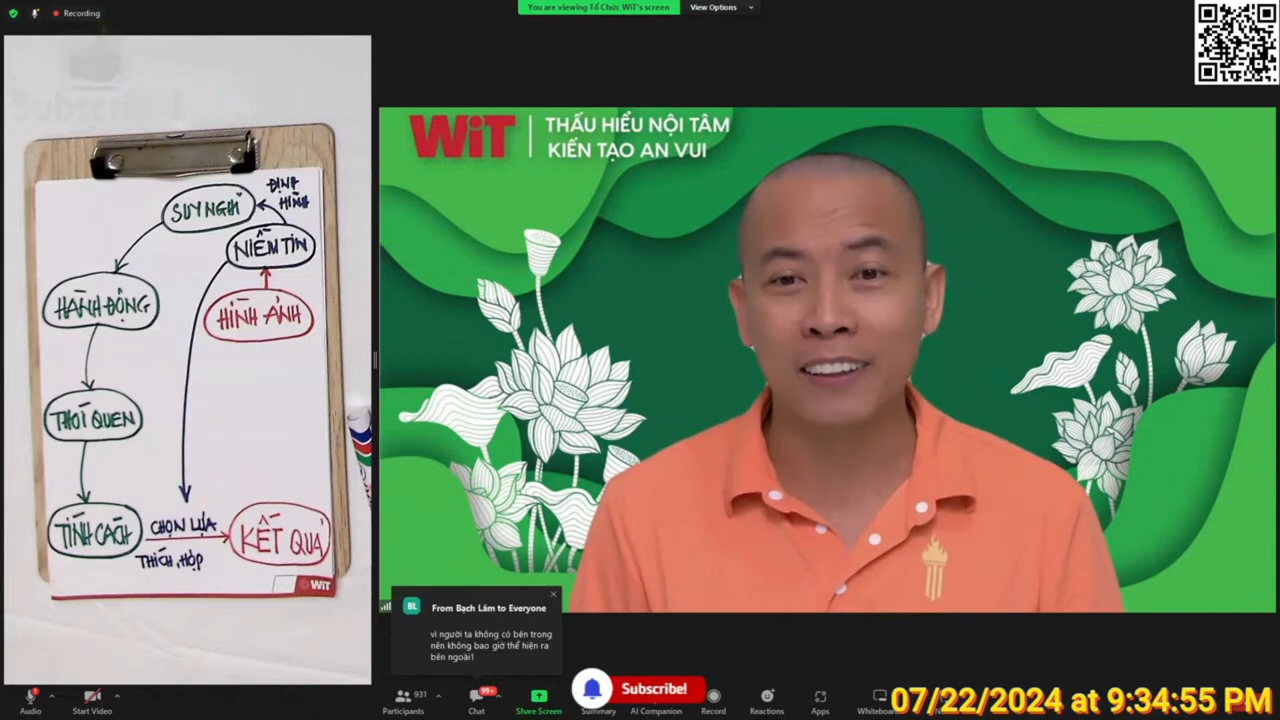 Recording
You are viewing Tổ Chức WiT's screen
View Options
WiT
THẤU HIỂU NỘI TÂM
KIẾN TẠO AN VUI
ĐỊNH
HÌNH
SUY NGHĨ
NIỀM TIN
HÀNH ĐỘNG
HÌNH ẢNH
THÓI QUEN
TÍNH CÁCH
CHỌN LỰA
THÍCH HỢP
KẾT QUẢ
WiT
BL
From Bạch Lâm to Everyone
vì người ta không có bên trong
nên không bao giờ thể hiện ra
bên ngoài1
Audio
Start Video
931
Participants
99+
Chat
Share Screen
Subscribe!
Summary
AI Companion
Record
Reactions
Apps
07/22/2024 at 9:34:55 PM